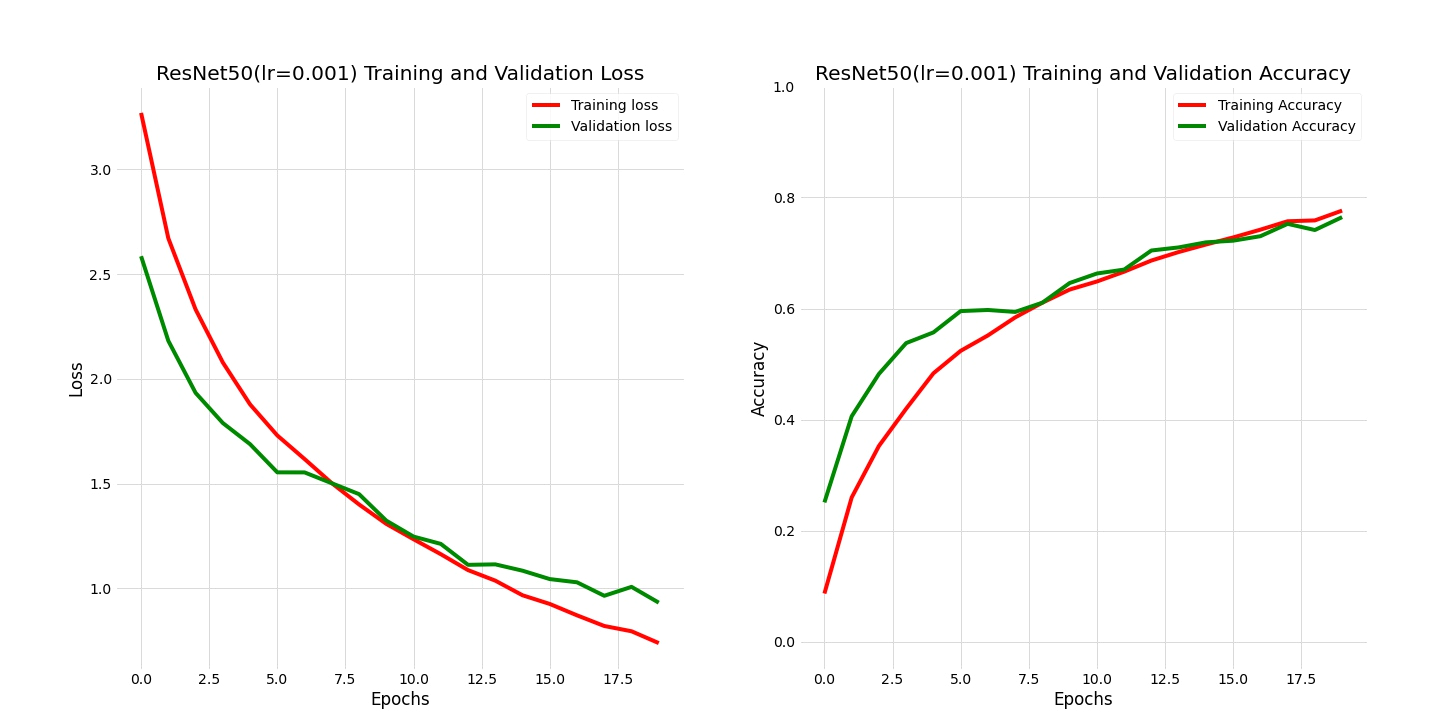 ResNet50(lr=0.001) Training and Validation Loss
Training loss
Validation loss
3.0
2.5
2.0
1.5
1.0
Loss
0.0 2.5 5.0 7.5 10.0 12.5 15.0 17.5
Epochs
ResNet50(lr=0.001) Training and Validation Accuracy
Training Accuracy
Validation Accuracy
1.0
0.8
0.6
0.4
0.2
0.0
Accuracy
0.0 2.5 5.0 7.5 10.0 12.5 15.0 17.5
Epochs